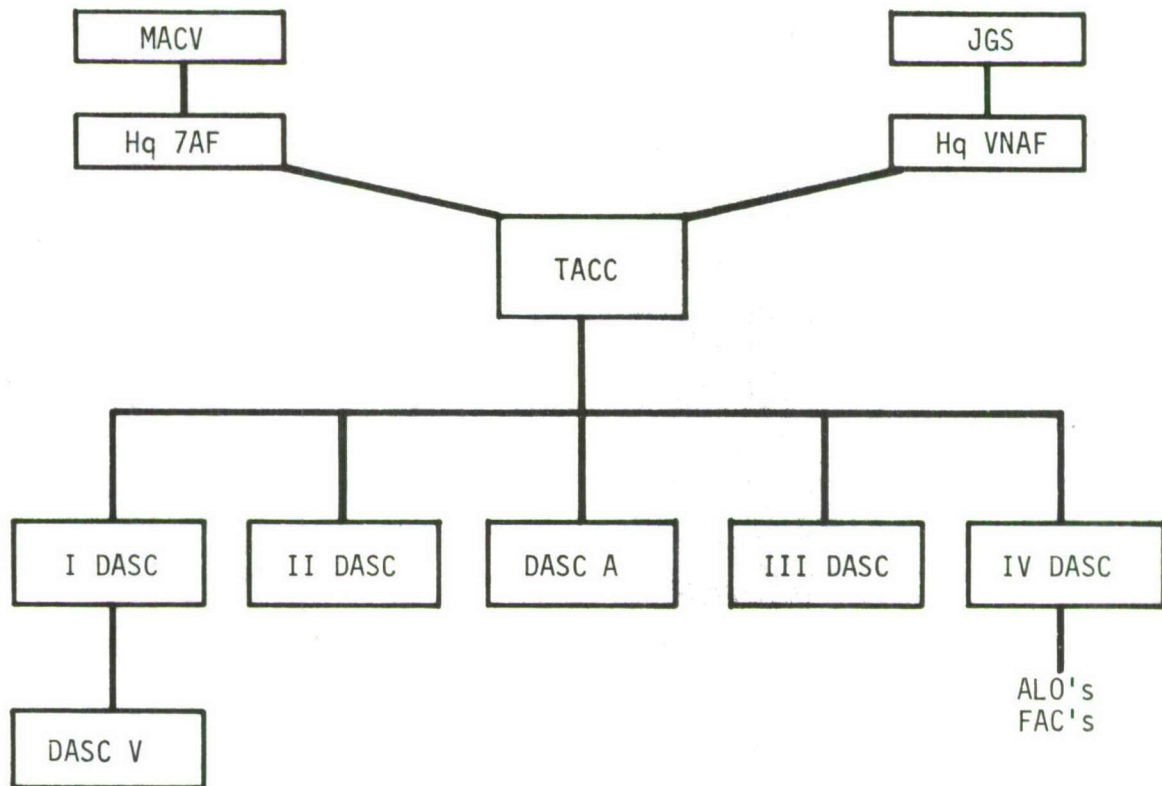 MACV
JGS
Hq 7AF
Hq VNAF
TACC
I DASC
II DASC
DASC A
III DASC
IV DASC
ALO's
FAC's
DASC V